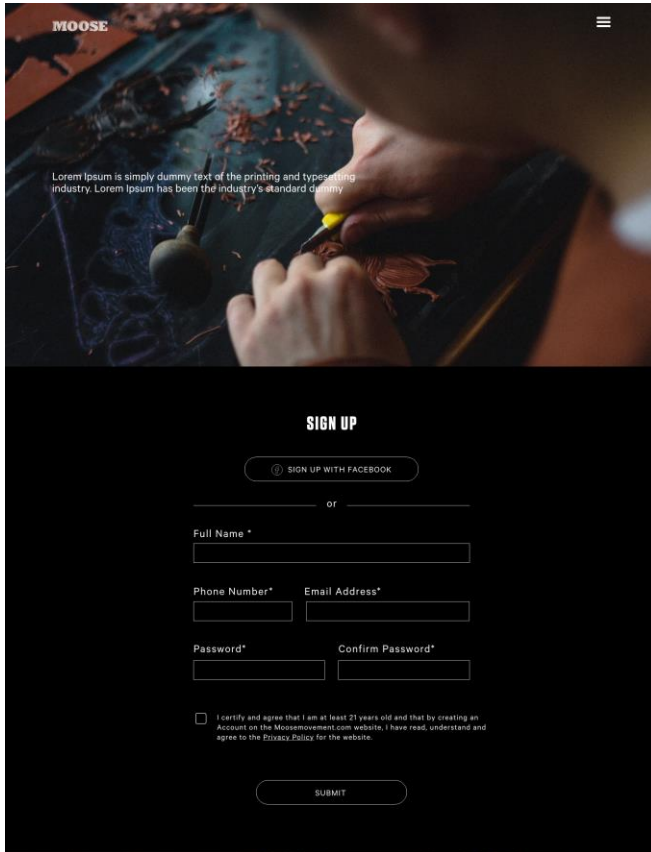 MOOSE
Lorem Ipsum is simply dummy text of the printing and typesetting
industry. Lorem Ipsum has been the industry's standard dummy
SIGN UP
SIGN UP WITH FACEBOOK
or
Full Name *
Phone Number* Email Address*
Password* Confirm Password*
I certify and agree that I am at least 21 years old and that by creating an
Account on the Moosemovement.com website, I have read, understand and
agree to the Privacy Policy for the website.
SUBMIT